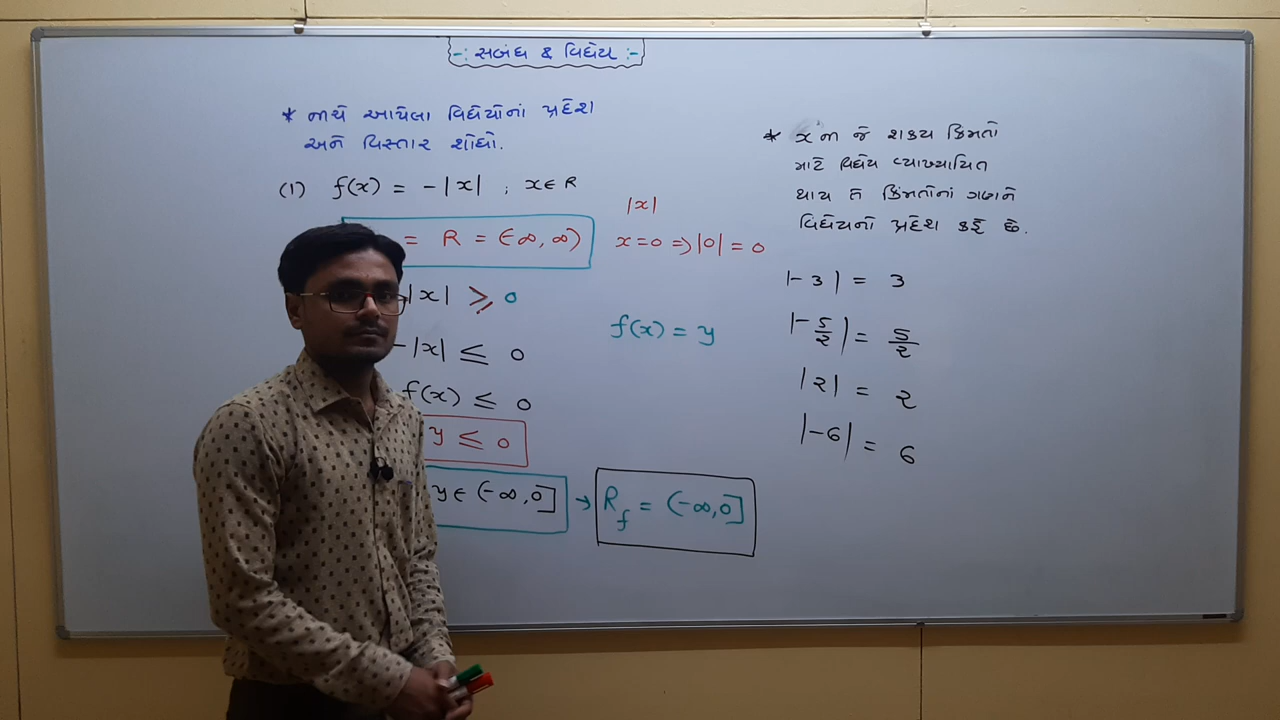 -: સબંધ & વિધેય :-
* નીચે આપેલા વિધેયોનાં પ્રદેશ
અને વિસ્તાર શોધો.
(1) f(x) = -|x| ; x∈R
= R = (-∞, ∞)
|x| ⩾ 0
-|x| ≤ 0
f(x) ≤ 0
y ≤ 0
y ∈ (-∞, 0] → R_f = (-∞, 0]
|x|
x=0 ⇒ |0| = 0
f(x) = y
* x ના જે શક્ય કિંમતો
માટે વિધેય વ્યાખ્યાયિત
થાય તે કિંમતોનાં ગણને
વિધેયનો પ્રદેશ કહે છે.
|-3| = 3
|-5/2| = 5/2
|2| = 2
|-6| = 6